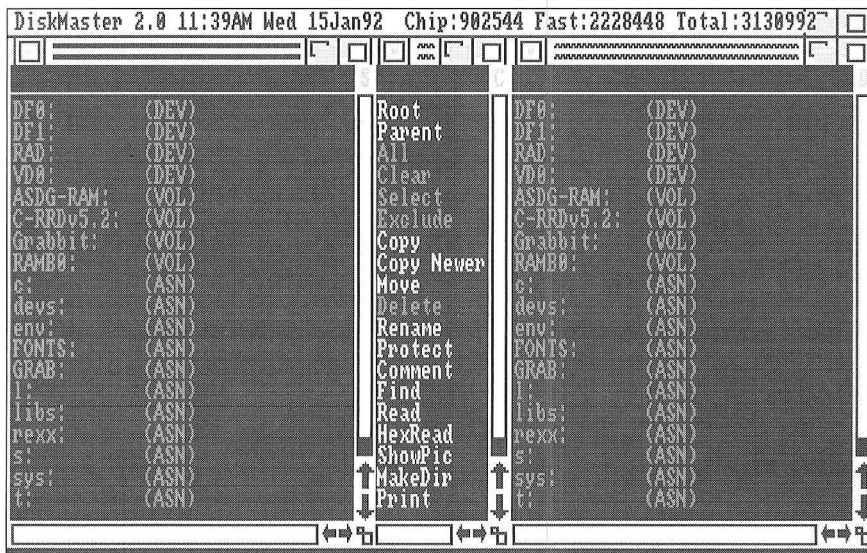 DiskMaster 2.0 11:39AM Wed 15Jan92 Chip:902544 Fast:2228448 Total:3130992
S C
DF0: (DEV)
DF1: (DEV)
RAD: (DEV)
VD0: (DEV)
ASDG-RAM: (VOL)
C-RRDv5.2: (VOL)
Grabbit: (VOL)
RAMB0: (VOL)
c: (ASN)
devs: (ASN)
env: (ASN)
FONTS: (ASN)
GRAB: (ASN)
l: (ASN)
libs: (ASN)
rexx: (ASN)
s: (ASN)
sys: (ASN)
t: (ASN)
Root
Parent
All
Clear
Select
Exclude
Copy
Copy Newer
Move
Delete
Rename
Protect
Comment
Find
Read
HexRead
ShowPic
MakeDir
Print
DF0: (DEV)
DF1: (DEV)
RAD: (DEV)
VD0: (DEV)
ASDG-RAM: (VOL)
C-RRDv5.2: (VOL)
Grabbit: (VOL)
RAMB0: (VOL)
c: (ASN)
devs: (ASN)
env: (ASN)
FONTS: (ASN)
GRAB: (ASN)
l: (ASN)
libs: (ASN)
rexx: (ASN)
s: (ASN)
sys: (ASN)
t: (ASN)